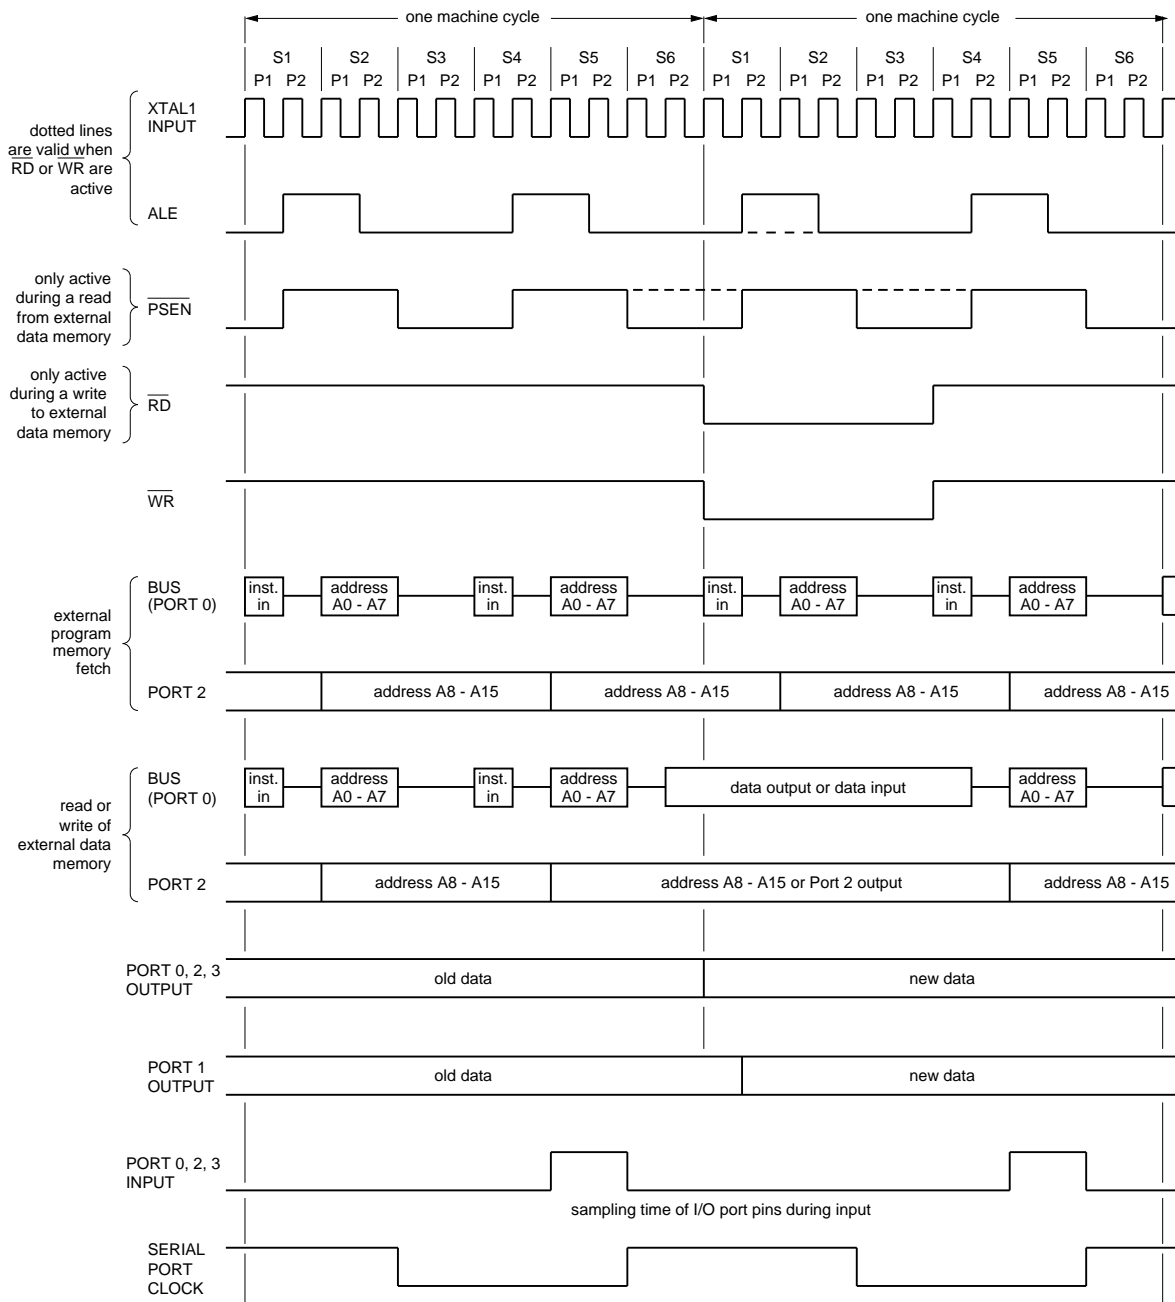 one machine cycle one machine cycle
S1 S2 S3 S4 S5 S6 S1 S2 S3 S4 S5 S6
P1 P2 P1 P2 P1 P2 P1 P2 P1 P2 P1 P2 P1 P2 P1 P2 P1 P2 P1 P2 P1 P2 P1 P2
XTAL1
INPUT
dotted lines
are valid when
RD or WR are
active
ALE
only active
during a read
from external
data memory
PSEN
only active
during a write
to external
data memory
RD
WR
external
program
memory
fetch
BUS
(PORT 0)
inst. address inst. address inst. address inst. address
in A0 - A7 in A0 - A7 in A0 - A7 in A0 - A7
PORT 2
address A8 - A15 address A8 - A15 address A8 - A15 address A8 - A15
read or
write of
external data
memory
BUS
(PORT 0)
inst. address inst. address data output or data input address
in A0 - A7 in A0 - A7 A0 - A7
PORT 2
address A8 - A15 address A8 - A15 or Port 2 output address A8 - A15
PORT 0, 2, 3
OUTPUT
old data new data
PORT 1
OUTPUT
old data new data
PORT 0, 2, 3
INPUT
sampling time of I/O port pins during input
SERIAL
PORT
CLOCK